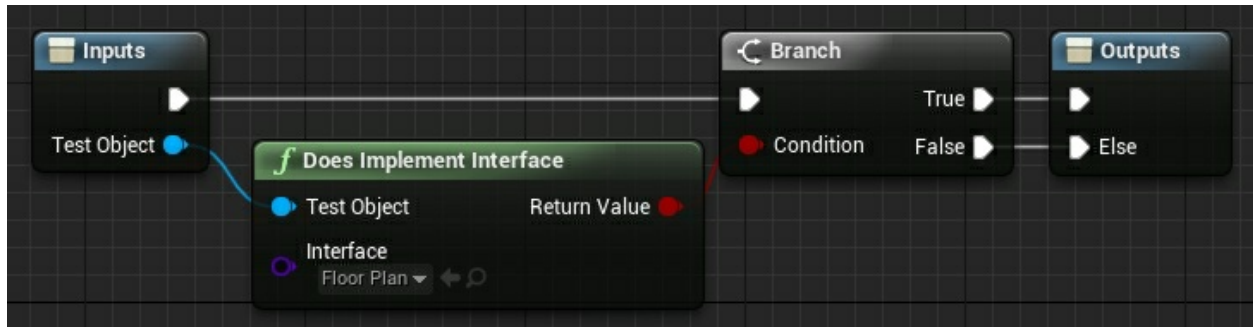 Inputs
Test Object
f Does Implement Interface
Test Object
Return Value
Interface
Floor Plan
Branch
True
Condition
False
Outputs
Else